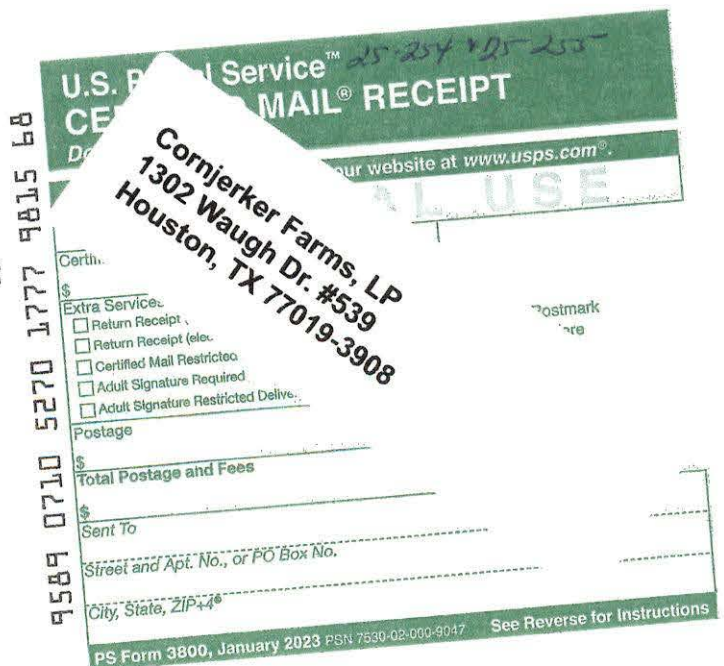 25-254 & 25-255
U.S. P l Service™
CE MAIL® RECEIPT
Do our website at www.usps.com®.
A L U S E
Cornjerker Farms, LP
1302 Waugh Dr. #539
Houston, TX 77019-3908
Certifi
$
Extra Services
Return Receipt
Return Receipt (elec
Certified Mail Restricted
Adult Signature Required
Adult Signature Restricted Delive
Postmark
ere
Postage
$
Total Postage and Fees
$
Sent To
Street and Apt. No., or PO Box No.
City, State, ZIP+4®
PS Form 3800, January 2023 PSN 7530-02-000-9047 See Reverse for Instructions
9589 0710 5270 1777 9815 68